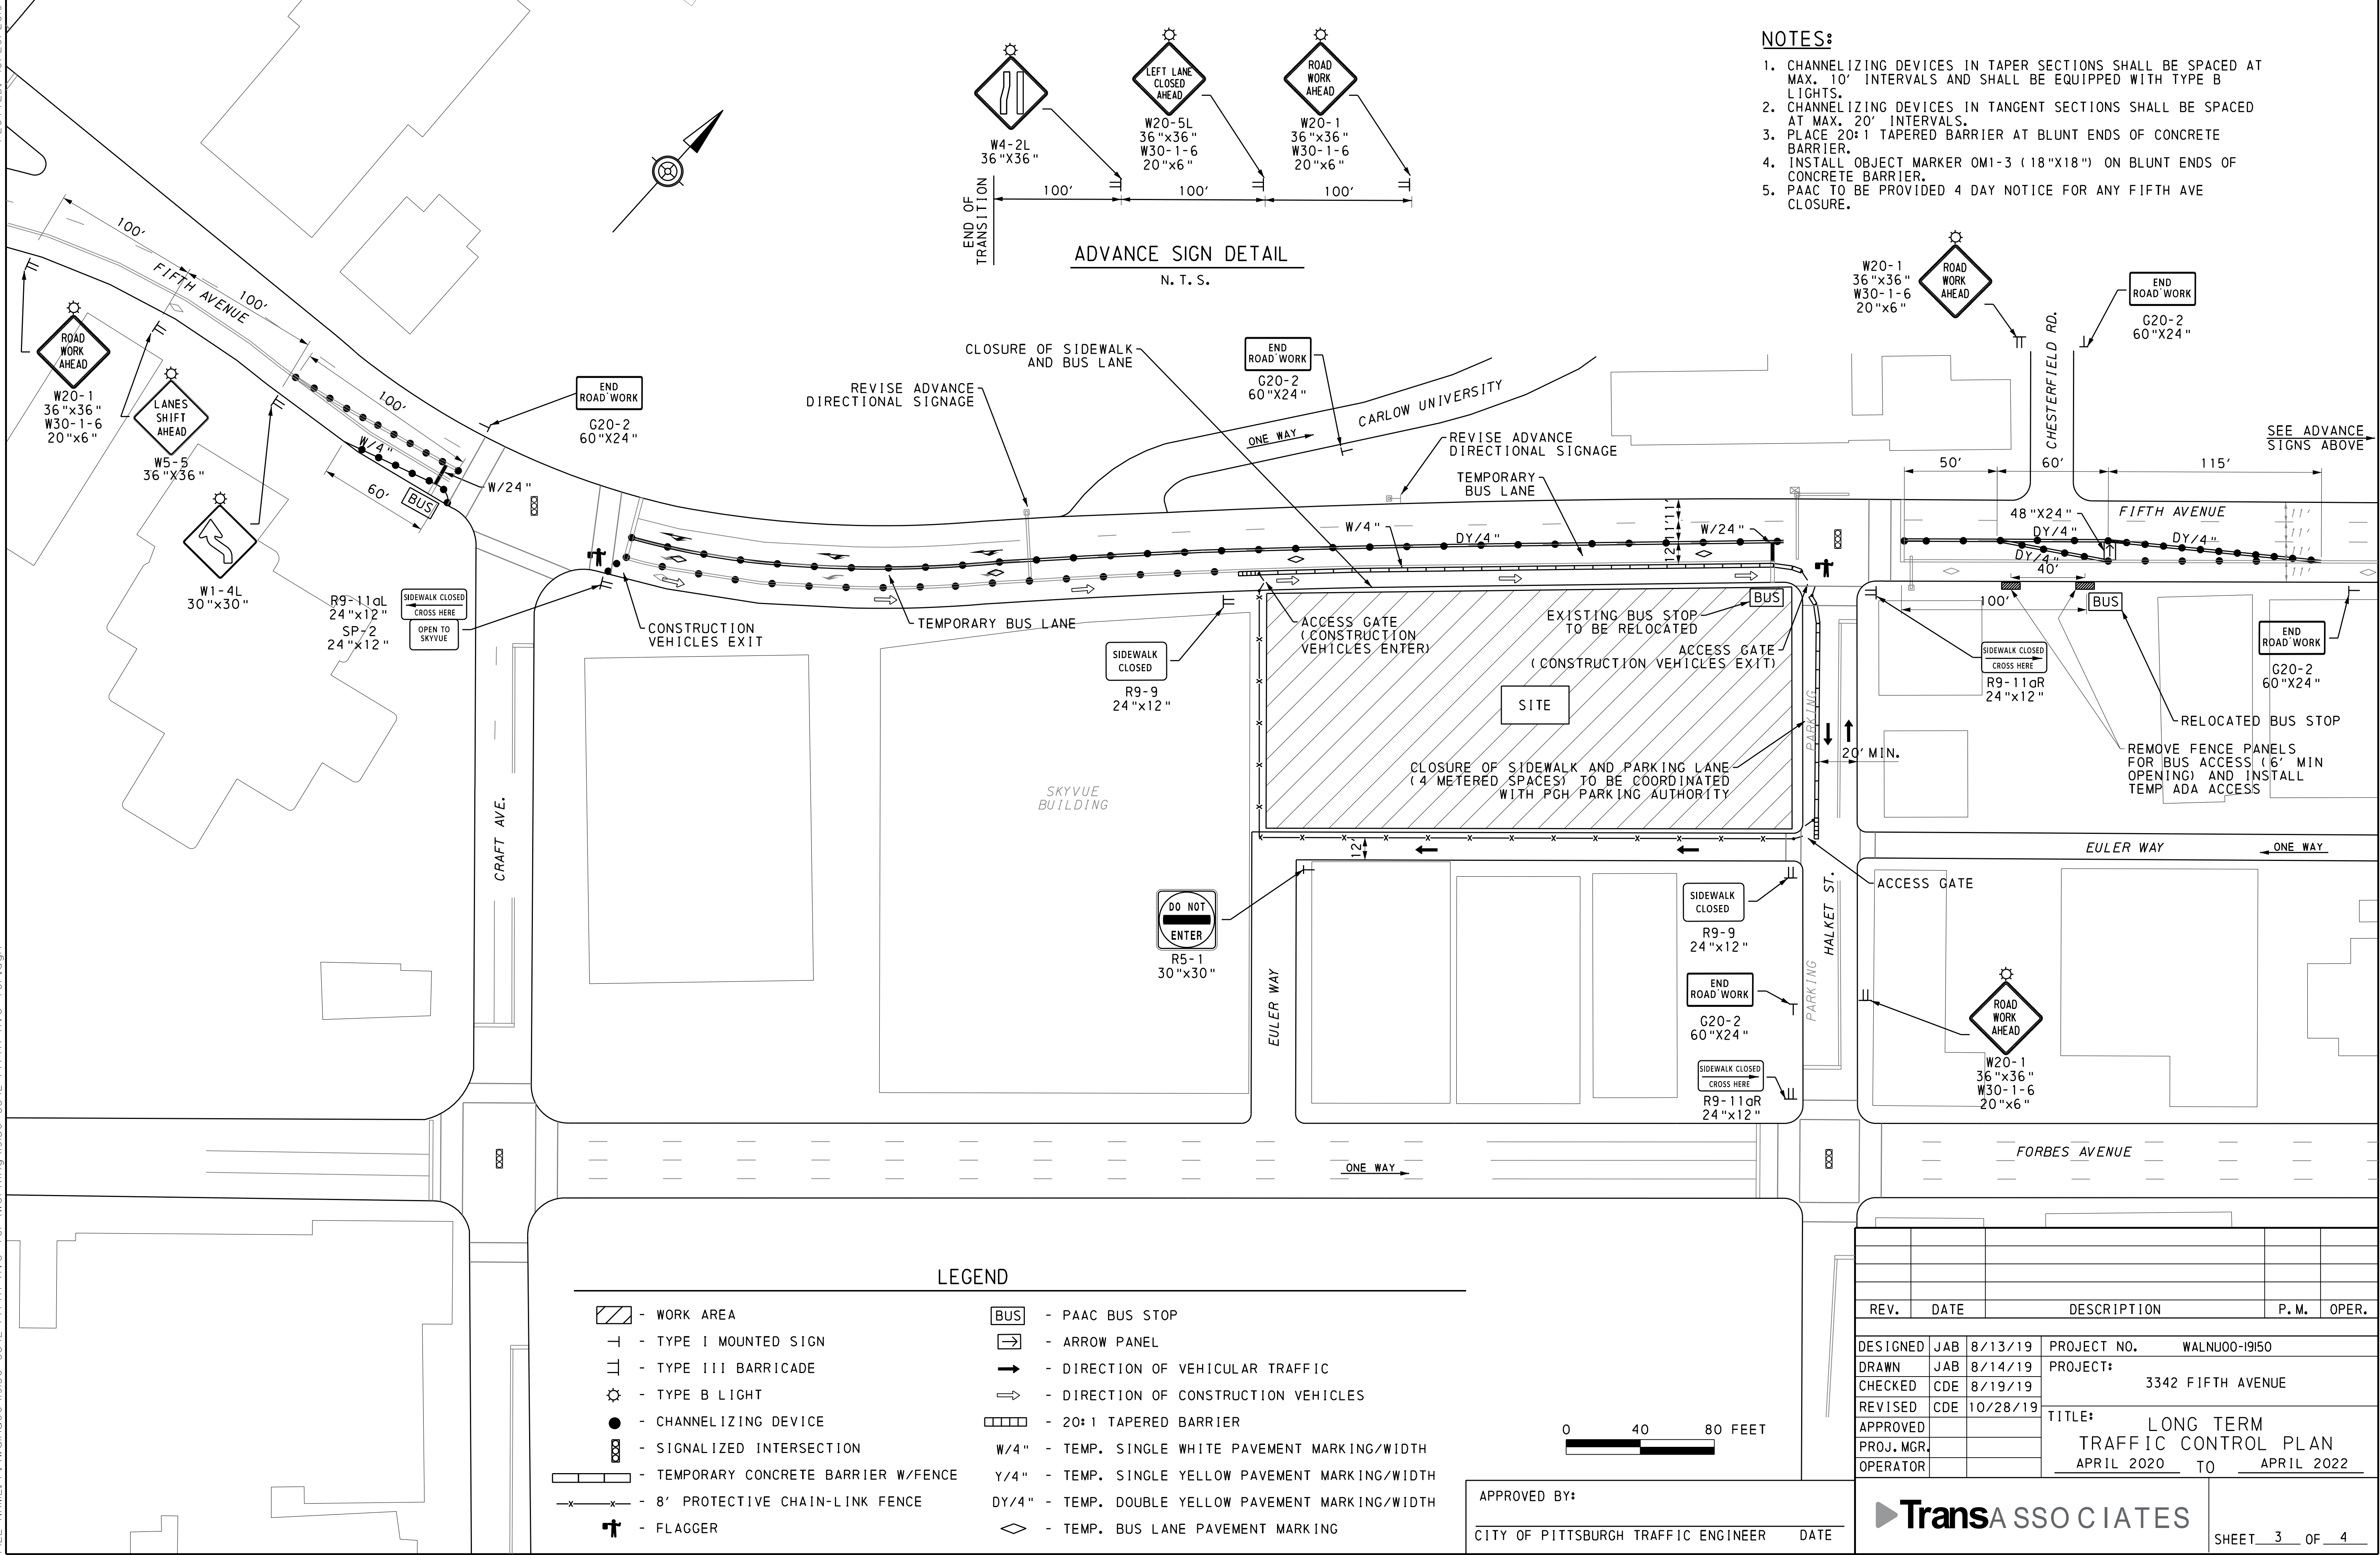 NOTES:
1. CHANNELIZING DEVICES IN TAPER SECTIONS SHALL BE SPACED AT
MAX. 10' INTERVALS AND SHALL BE EQUIPPED WITH TYPE B
LIGHTS.
2. CHANNELIZING DEVICES IN TANGENT SECTIONS SHALL BE SPACED
AT MAX. 20' INTERVALS.
3. PLACE 20:1 TAPERED BARRIER AT BLUNT ENDS OF CONCRETE
BARRIER.
4. INSTALL OBJECT MARKER OM1-3 (18"X18") ON BLUNT ENDS OF
CONCRETE BARRIER.
5. PAAC TO BE PROVIDED 4 DAY NOTICE FOR ANY FIFTH AVE
CLOSURE.
W4-2L
36"X36"
LEFT LANE
CLOSED
AHEAD
W20-5L
36"x36"
W30-1-6
20"x6"
ROAD
WORK
AHEAD
W20-1
36"x36"
W30-1-6
20"x6"
END OF
TRANSITION
100'
100'
100'
ADVANCE SIGN DETAIL
N.T.S.
100'
FIFTH AVENUE
100'
100'
ROAD
WORK
AHEAD
W20-1
36"x36"
W30-1-6
20"x6"
LANES
SHIFT
AHEAD
W5-5
36"X36"
W1-4L
30"x30"
W/4"
60'
BUS
W/24"
END
ROAD WORK
G20-2
60"X24"
R9-11aL
24"x12"
SP-2
24"x12"
SIDEWALK CLOSED
CROSS HERE
OPEN TO
SKYVUE
REVISE ADVANCE
DIRECTIONAL SIGNAGE
CLOSURE OF SIDEWALK
AND BUS LANE
END
ROAD WORK
G20-2
60"X24"
ONE WAY
CARLOW UNIVERSITY
REVISE ADVANCE
DIRECTIONAL SIGNAGE
TEMPORARY
BUS LANE
W/4"
DY/4"
W/24"
11'
11'
12'
CONSTRUCTION
VEHICLES EXIT
TEMPORARY BUS LANE
SIDEWALK
CLOSED
R9-9
24"x12"
ACCESS GATE
(CONSTRUCTION
VEHICLES ENTER)
EXISTING BUS STOP
TO BE RELOCATED
BUS
ACCESS GATE
(CONSTRUCTION VEHICLES EXIT)
SITE
CLOSURE OF SIDEWALK AND PARKING LANE
(4 METERED SPACES) TO BE COORDINATED
WITH PGH PARKING AUTHORITY
PARKING
20' MIN.
W20-1
36"x36"
W30-1-6
20"x6"
ROAD
WORK
AHEAD
CHESTERFIELD RD.
END
ROAD WORK
G20-2
60"X24"
SEE ADVANCE
SIGNS ABOVE
50'
60'
115'
48"X24"
FIFTH AVENUE
DY/4"
DY/4"
DY/4"
40'
100'
BUS
SIDEWALK CLOSED
CROSS HERE
R9-11aR
24"x12"
END
ROAD WORK
G20-2
60"X24"
RELOCATED BUS STOP
REMOVE FENCE PANELS
FOR BUS ACCESS (6' MIN
OPENING) AND INSTALL
TEMP ADA ACCESS
SKYVUE
BUILDING
CRAFT AVE.
12'
EULER WAY
ONE WAY
ACCESS GATE
DO NOT
ENTER
R5-1
30"x30"
EULER WAY
SIDEWALK
CLOSED
R9-9
24"x12"
END
ROAD WORK
G20-2
60"X24"
SIDEWALK CLOSED
CROSS HERE
R9-11aR
24"x12"
HALKET ST.
PARKING
ROAD
WORK
AHEAD
W20-1
36"x36"
W30-1-6
20"x6"
ONE WAY
FORBES AVENUE
LEGEND
- WORK AREA
- TYPE I MOUNTED SIGN
- TYPE III BARRICADE
- TYPE B LIGHT
- CHANNELIZING DEVICE
- SIGNALIZED INTERSECTION
- TEMPORARY CONCRETE BARRIER W/FENCE
- 8' PROTECTIVE CHAIN-LINK FENCE
- FLAGGER
BUS - PAAC BUS STOP
- ARROW PANEL
- DIRECTION OF VEHICULAR TRAFFIC
- DIRECTION OF CONSTRUCTION VEHICLES
- 20:1 TAPERED BARRIER
W/4" - TEMP. SINGLE WHITE PAVEMENT MARKING/WIDTH
Y/4" - TEMP. SINGLE YELLOW PAVEMENT MARKING/WIDTH
DY/4" - TEMP. DOUBLE YELLOW PAVEMENT MARKING/WIDTH
- TEMP. BUS LANE PAVEMENT MARKING
0 40 80 FEET
APPROVED BY:
CITY OF PITTSBURGH TRAFFIC ENGINEER DATE
REV. DATE DESCRIPTION P.M. OPER.
DESIGNED JAB 8/13/19
DRAWN JAB 8/14/19
CHECKED CDE 8/19/19
REVISED CDE 10/28/19
APPROVED
PROJ.MGR.
OPERATOR
PROJECT NO. WALNU00-19150
PROJECT:
3342 FIFTH AVENUE
TITLE:
LONG TERM
TRAFFIC CONTROL PLAN
APRIL 2020 TO APRIL 2022
TransASSOCIATES
SHEET 3 OF 4